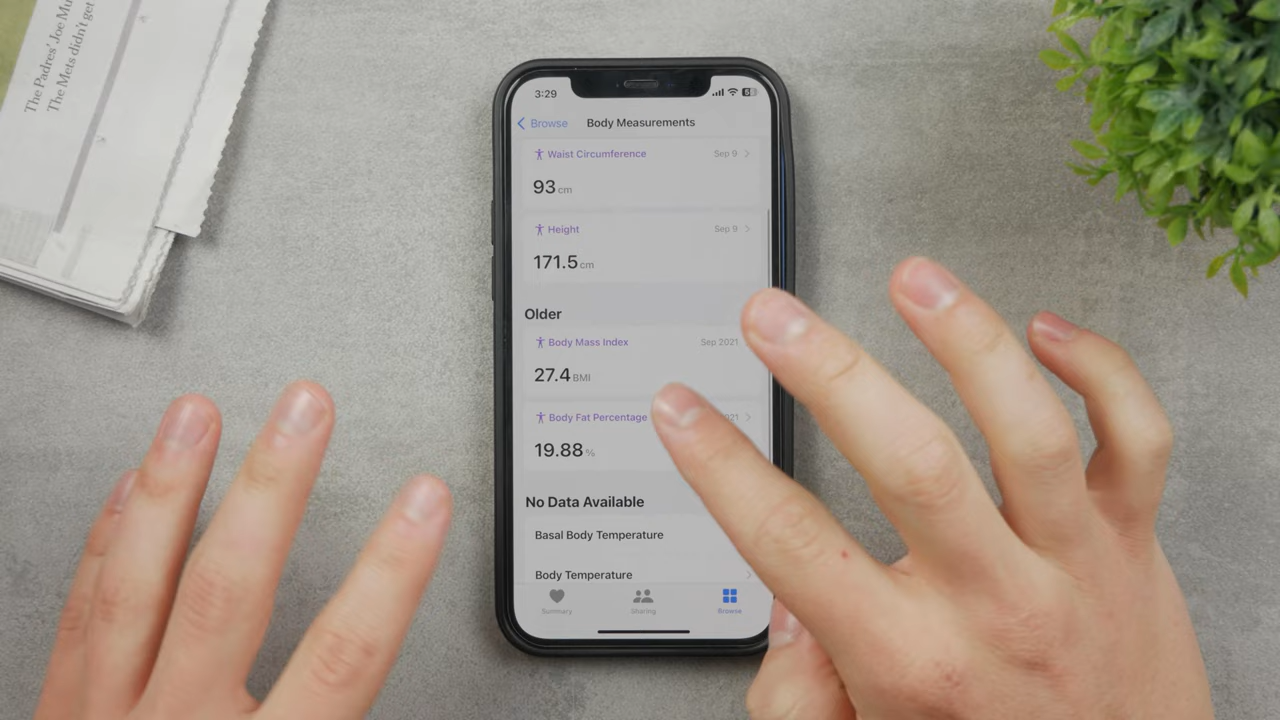 The Padres' Joe Mu
The Mets didn't get
3:29
Browse
Body Measurements
Waist Circumference
Sep 9
93 cm
Height
Sep 9
171.5 cm
Older
Body Mass Index
Sep 2021
27.4 BMI
Body Fat Percentage
2021
19.88 %
No Data Available
Basal Body Temperature
Body Temperature
Summary
Sharing
Browse